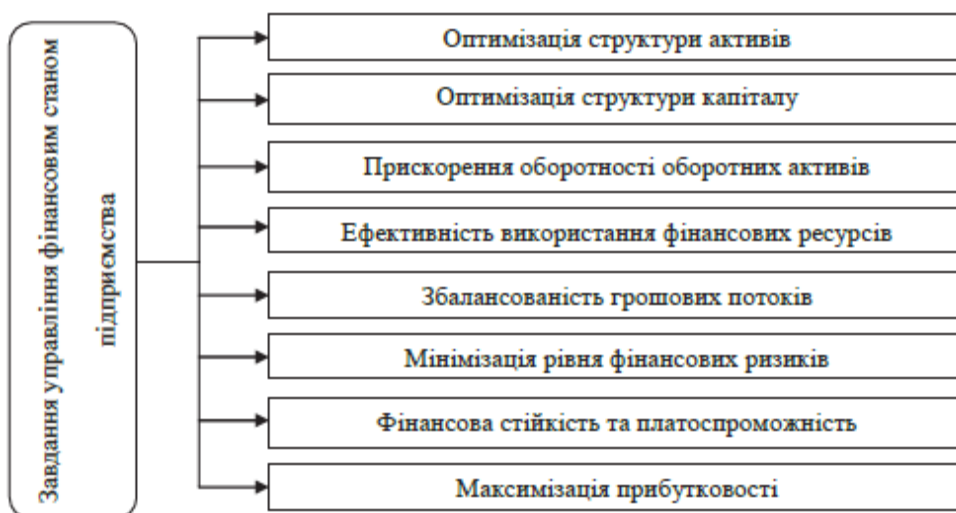 Завдання управління фінансовим станом
підприємства
Оптимізація структури активів
Оптимізація структури капіталу
Прискорення оборотності оборотних активів
Ефективність використання фінансових ресурсів
Збалансованість грошових потоків
Мінімізація рівня фінансових ризиків
Фінансова стійкість та платоспроможність
Максимізація прибутковості